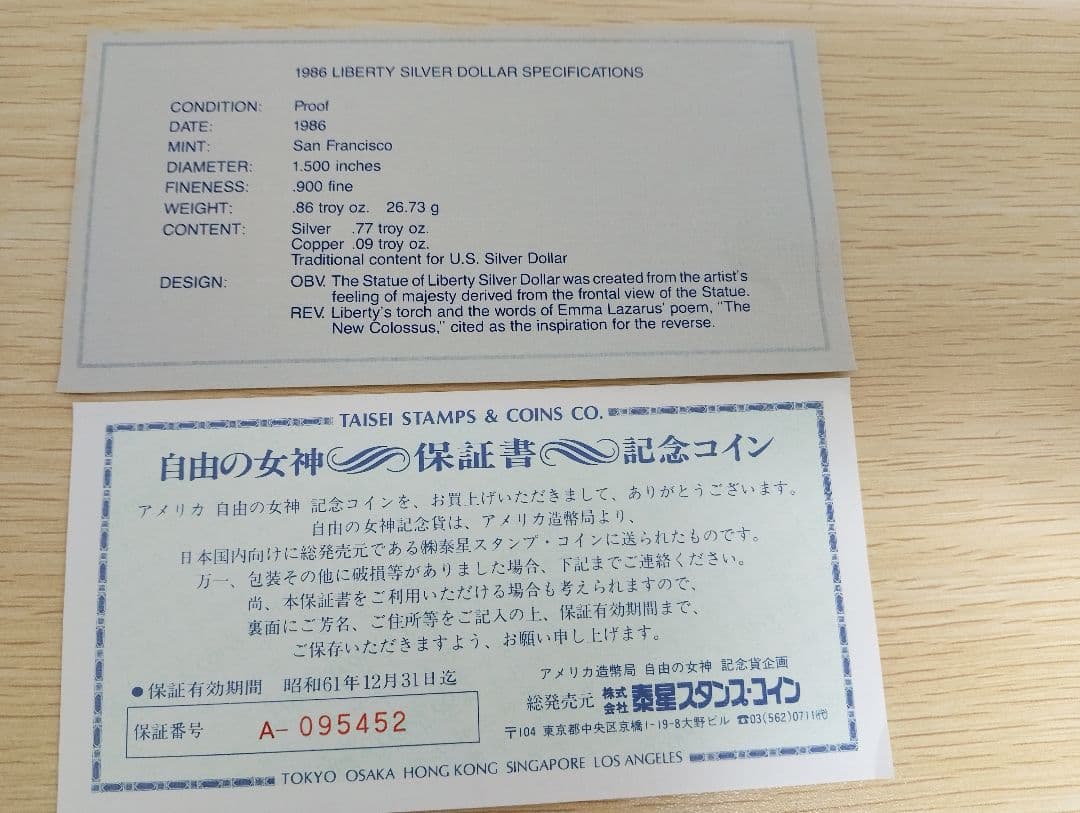 1986 LIBERTY SILVER DOLLAR SPECIFICATIONS
CONDITION: Proof
DATE: 1986
MINT: San Francisco
DIAMETER: 1.500 inches
FINENESS: .900 fine
WEIGHT: .86 troy oz. 26.73 g
CONTENT: Silver .77 troy oz.
Copper .09 troy oz.
Traditional content for U.S. Silver Dollar
DESIGN: OBV. The Statue of Liberty Silver Dollar was created from the artist's
feeling of majesty derived from the frontal view of the Statue.
REV. Liberty's torch and the words of Emma Lazarus' poem, "The
New Colossus," cited as the inspiration for the reverse.
TAISEI STAMPS & COINS CO.
自由の女神 保証書 記念コイン
アメリカ 自由の女神 記念コインを、お買上げいただきまして、ありがとうございます。
自由の女神記念貨は、アメリカ造幣局より、
日本国内向けに総発売元である㈱泰星スタンプ・コインに送られたものです。
万一、包装その他に破損等がありました場合、下記までご連絡ください。
尚、本保証書をご利用いただける場合も考えられますので、
裏面にご芳名、ご住所等をご記入の上、保証有効期間まで、
ご保存いただきますよう、お願い申し上げます。
●保証有効期間 昭和61年12月31日迄
保証番号 A-095452
アメリカ造幣局 自由の女神 記念貨企画
総発売元 株式会社 泰星スタンプ・コイン
〒104 東京都中央区京橋1-19-8大野ビル ☎03(562)0711㈹
TOKYO OSAKA HONG KONG SINGAPORE LOS ANGELES